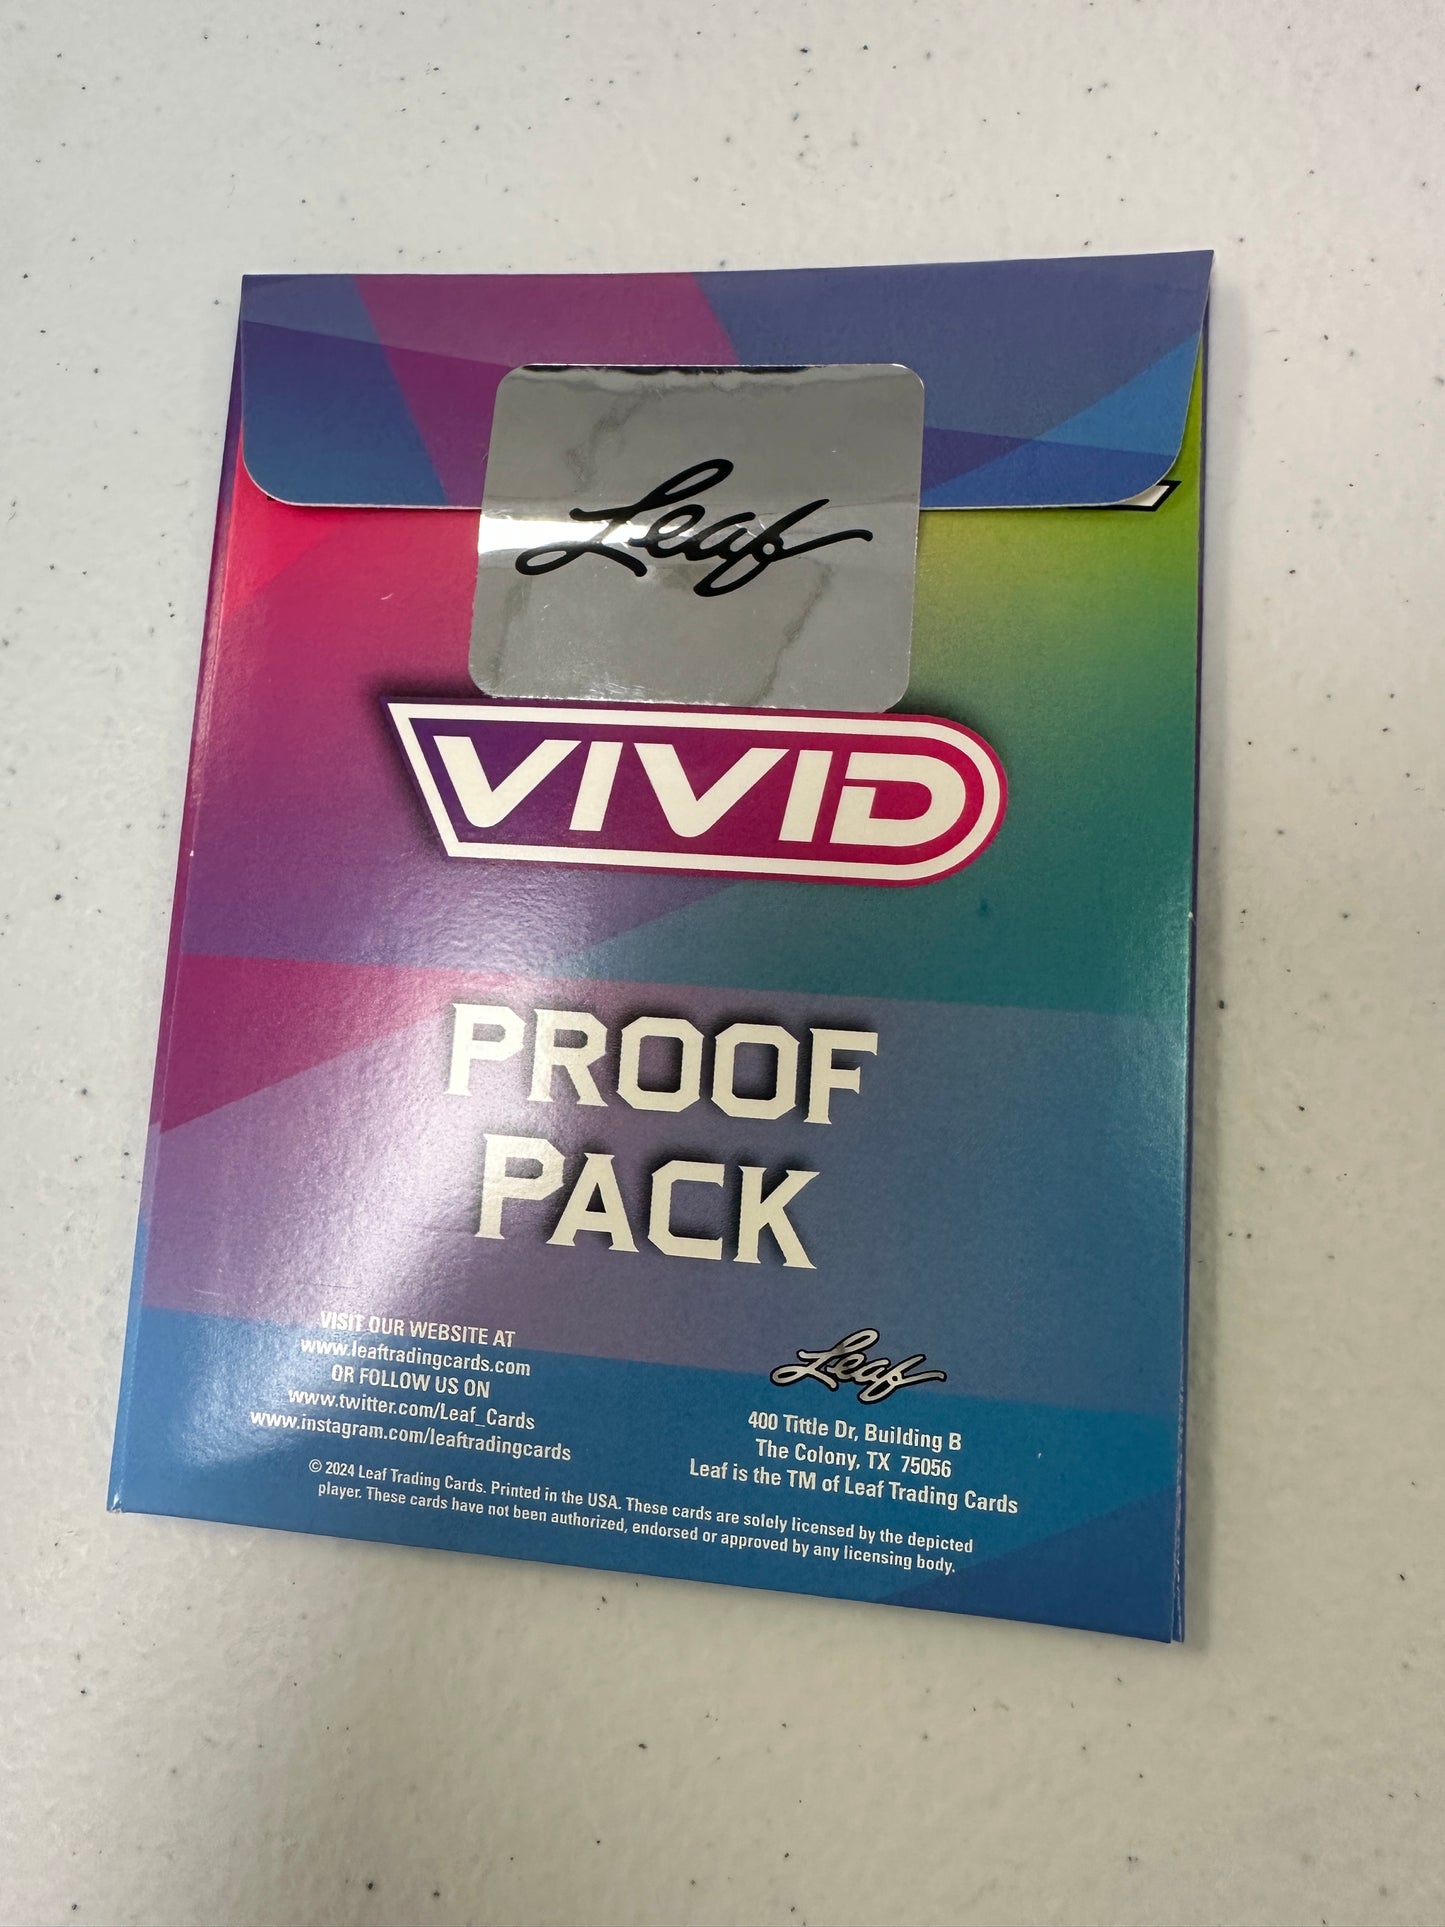 Leaf
VIVID
PROOF
PACK
VISIT OUR WEBSITE AT
www.leaftradingcards.com
OR FOLLOW US ON
www.twitter.com/Leaf_Cards
www.instagram.com/leaftradingcards
Leaf
400 Tittle Dr, Building B
The Colony, TX 75056
Leaf is the TM of Leaf Trading Cards
© 2024 Leaf Trading Cards. Printed in the USA. These cards are solely licensed by the depicted
player. These cards have not been authorized, endorsed or approved by any licensing body.